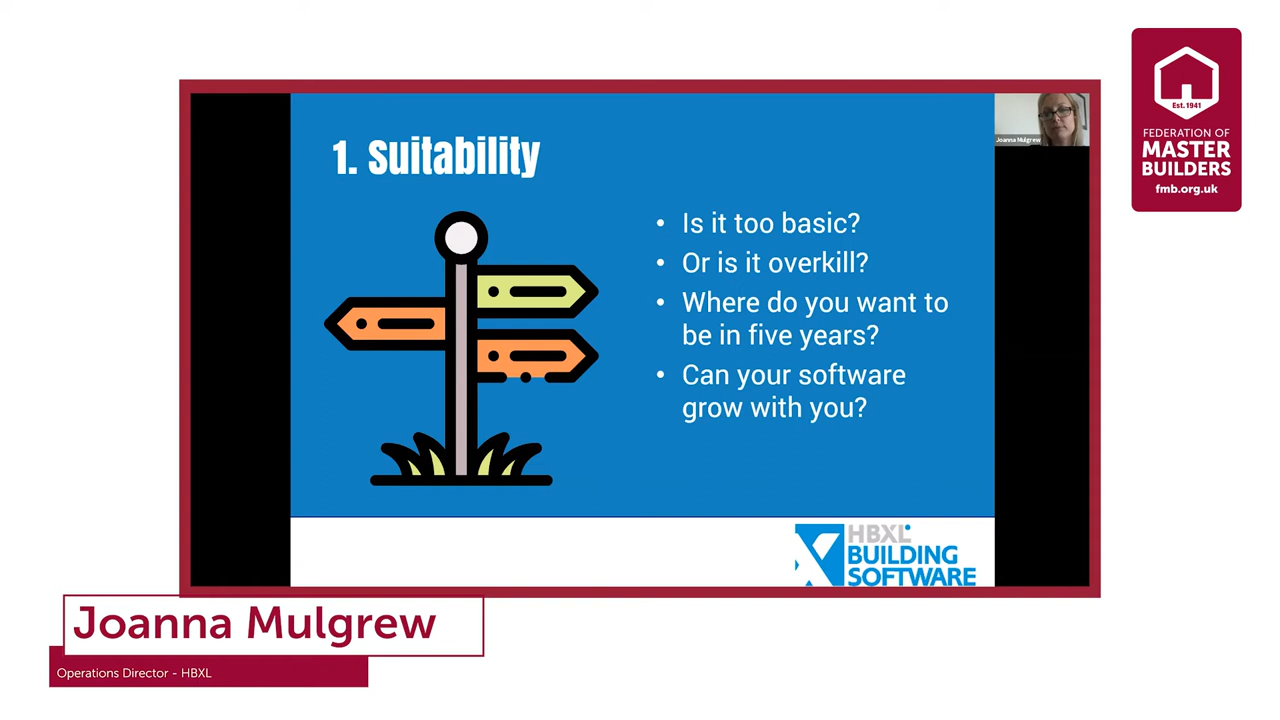 1. Suitability
• Is it too basic?
• Or is it overkill?
• Where do you want to
be in five years?
• Can your software
grow with you?
HBXL
BUILDING
SOFTWARE
Joanna Mulgrew
Est. 1941
FEDERATION OF
MASTER
BUILDERS
fmb.org.uk
Joanna Mulgrew
Operations Director - HBXL